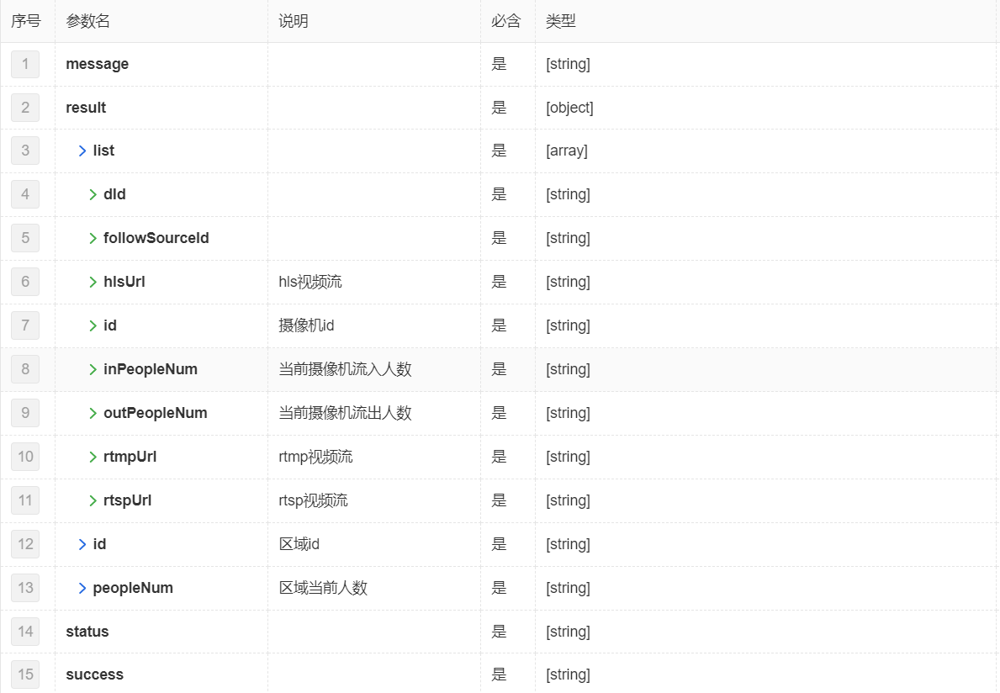 序号 参数名 说明 必含 类型
1 message 是 [string]
2 result 是 [object]
3 list 是 [array]
4 dId 是 [string]
5 followSourceId 是 [string]
6 hlsUrl hls视频流 是 [string]
7 id 摄像机id 是 [string]
8 inPeopleNum 当前摄像机流入人数 是 [string]
9 outPeopleNum 当前摄像机流出人数 是 [string]
10 rtmpUrl rtmp视频流 是 [string]
11 rtspUrl rtsp视频流 是 [string]
12 id 区域id 是 [string]
13 peopleNum 区域当前人数 是 [string]
14 status 是 [string]
15 success 是 [string]